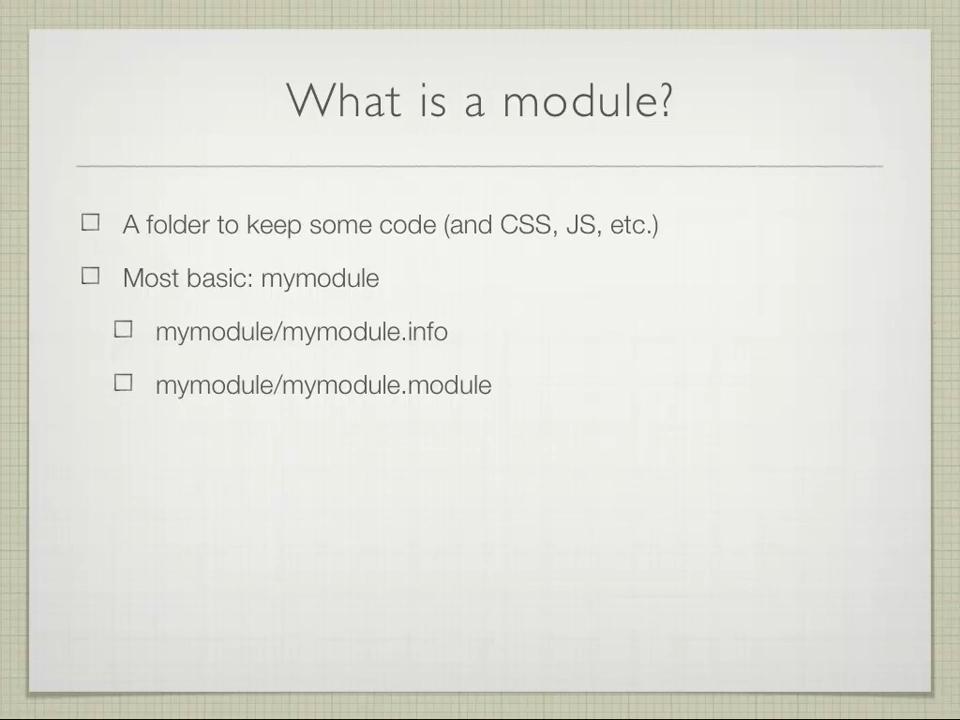 What is a module?
A folder to keep some code (and CSS, JS, etc.)
Most basic: mymodule
mymodule/mymodule.info
mymodule/mymodule.module